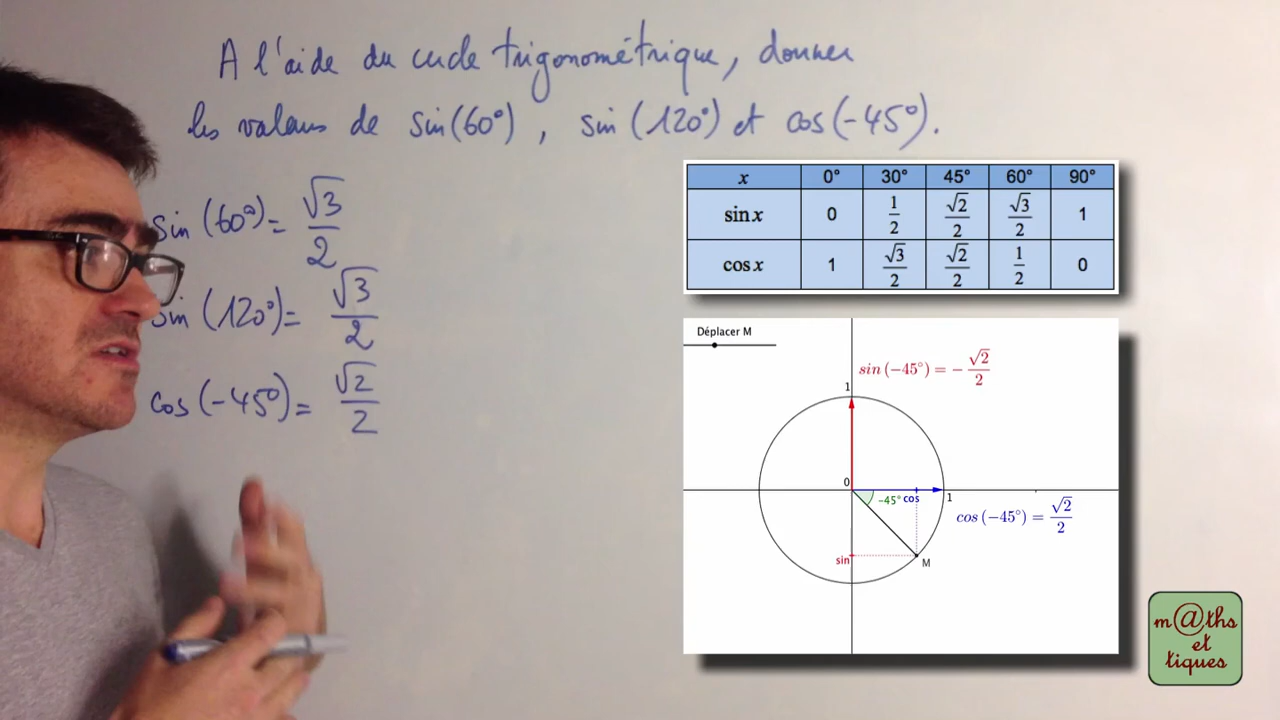 A l'aide du cercle trigonométrique, donner
les valeurs de sin(60°), sin(120°) et cos(-45°).
sin(60°) = √3/2
sin(120°) = √3/2
cos(-45°) = √2/2
x 0° 30° 45° 60° 90°
sin x 0 1/2 √2/2 √3/2 1
cos x 1 √3/2 √2/2 1/2 0
Déplacer M
sin(-45°) = -√2/2
1
0
-45° cos 1
cos(-45°) = √2/2
sin
M
m@ths
et
tiques